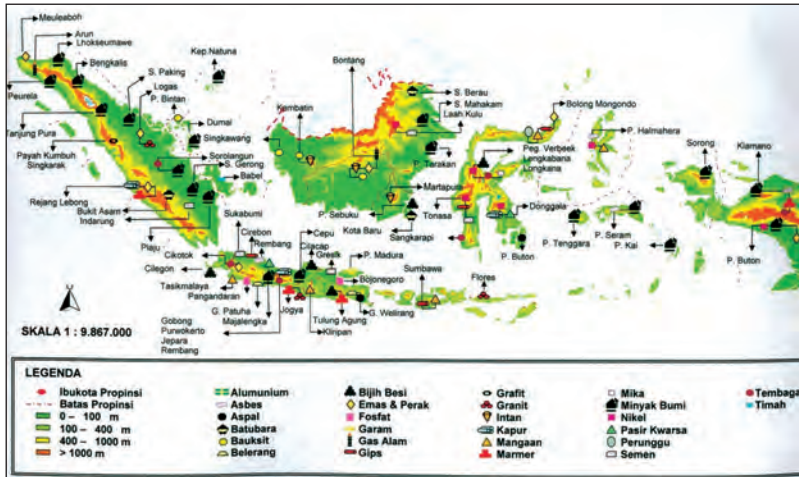 Meuleaboh
Arun
Lhokseumawe
Bengkalis
S. Paking
Logas
P. Bintan
Kep.Natuna
Dumai
Singkawang
Peurela
Tanjung Pura
Payah Kumbuh
Singkarak
Sorolangun
S. Gerong
Babel
Rejang Lebong
Bukit Asam
Indarung
Plaju
Kembatin
Bontang
S. Berau
S. Mahakam
Laah Kulu
P. Tarakan
Martapura
P. Sebuku
Kota Baru
Bolong Mongondo
P. Halmahera
Peg. Verbeek
Lengkabana
Longkana
Tonasa
Sangkarapi
Donggala
P. Buton
P. Tenggara
P. Seram
P. Kai
Sorong
Klamano
P. Buton
Sukabumi
Cirebon
Rembang
Cepu
Cilacap
Gresik
P. Madura
Cikotok
Cilegon
Tasikmalaya
Pangandaran
G. Patuha
Majalengka
Jogya
Kliripan
Tulung Agung
Bojonegoro
G. Welirang
Sumbawa
Flores
Gobong
Purwokerto
Jepara
Rembang
SKALA 1 : 9.867.000
LEGENDA
Ibukota Propinsi
Batas Propinsi
0 – 100 m
100 – 400 m
400 – 1000 m
> 1000 m
Alumunium
Asbes
Aspal
Batubara
Bauksit
Belerang
Bijih Besi
Emas & Perak
Fosfat
Garam
Gas Alam
Gips
Grafit
Granit
Intan
Kapur
Mangaan
Marmer
Mika
Minyak Bumi
Nikel
Pasir Kwarsa
Perunggu
Semen
Tembaga
Timah